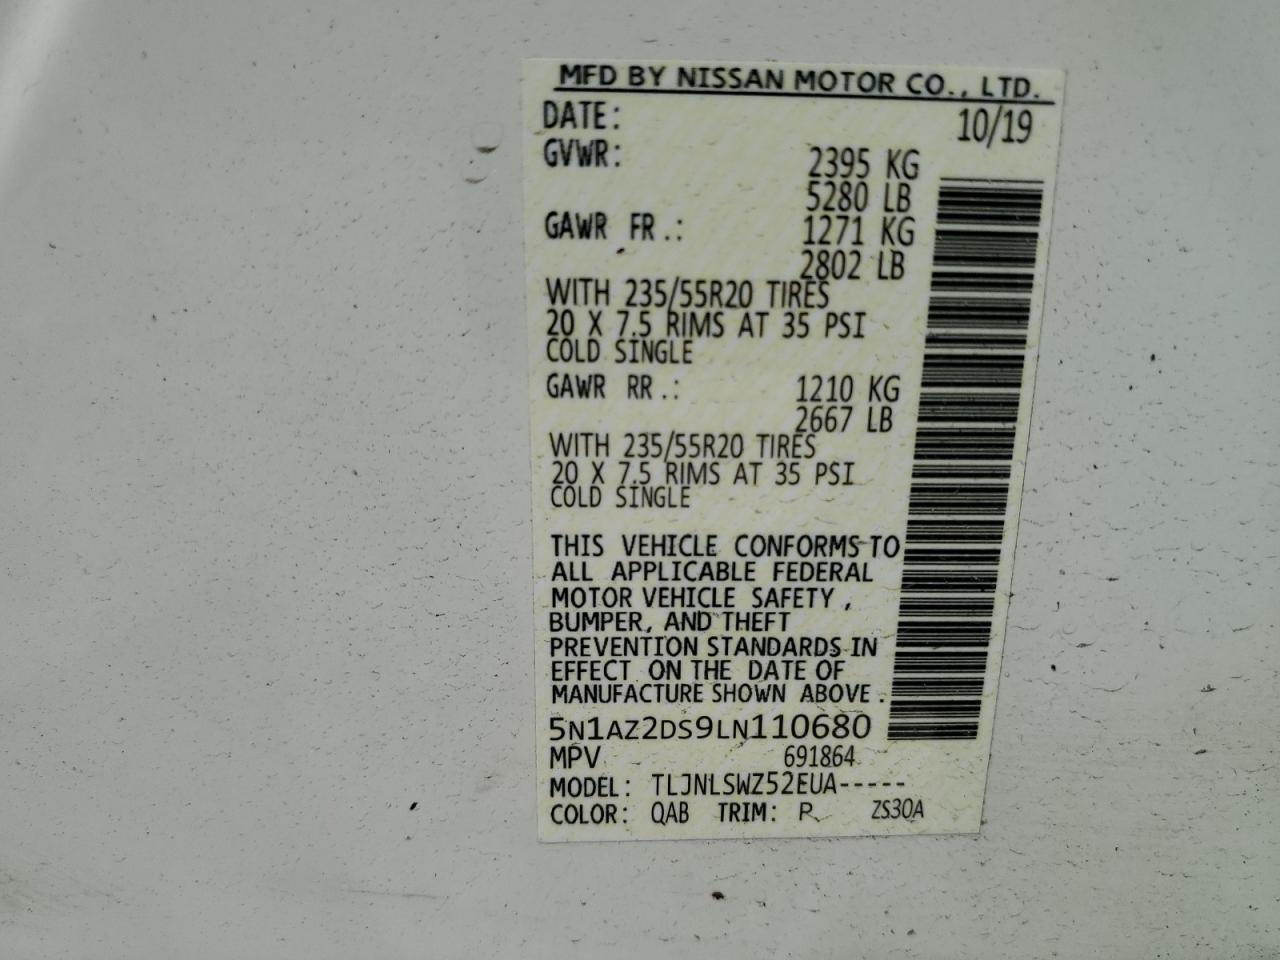 MFD BY NISSAN MOTOR CO., LTD.
DATE: 10/19
GVWR: 2395 KG
5280 LB
GAWR FR.: 1271 KG
2802 LB
WITH 235/55R20 TIRES
20 X 7.5 RIMS AT 35 PSI
COLD SINGLE
GAWR RR.: 1210 KG
2667 LB
WITH 235/55R20 TIRES
20 X 7.5 RIMS AT 35 PSI
COLD SINGLE
THIS VEHICLE CONFORMS TO
ALL APPLICABLE FEDERAL
MOTOR VEHICLE SAFETY,
BUMPER, AND THEFT
PREVENTION STANDARDS IN
EFFECT ON THE DATE OF
MANUFACTURE SHOWN ABOVE.
5N1AZ2DS9LN110680
MPV 691864
MODEL: TLJNLSWZ52EUA-----
COLOR: QAB TRIM: R ZS30A